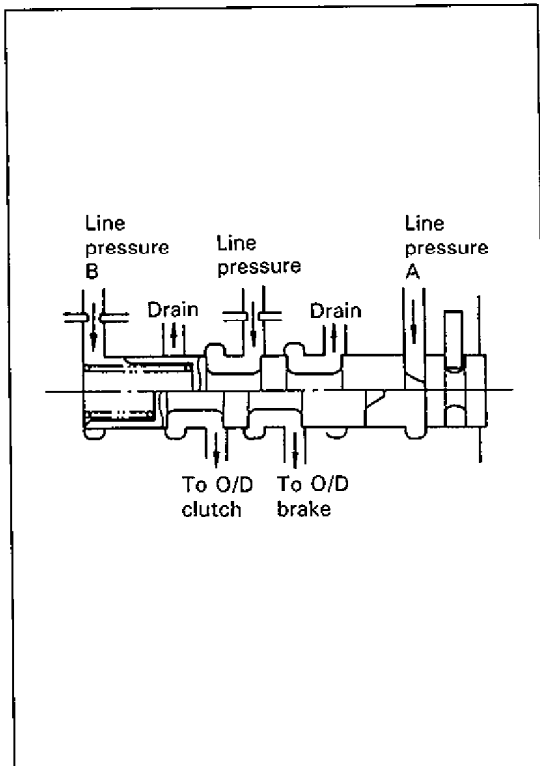 Line
pressure
B
Line
pressure
Line
pressure
A
Drain
Drain
To O/D
clutch
To O/D
brake